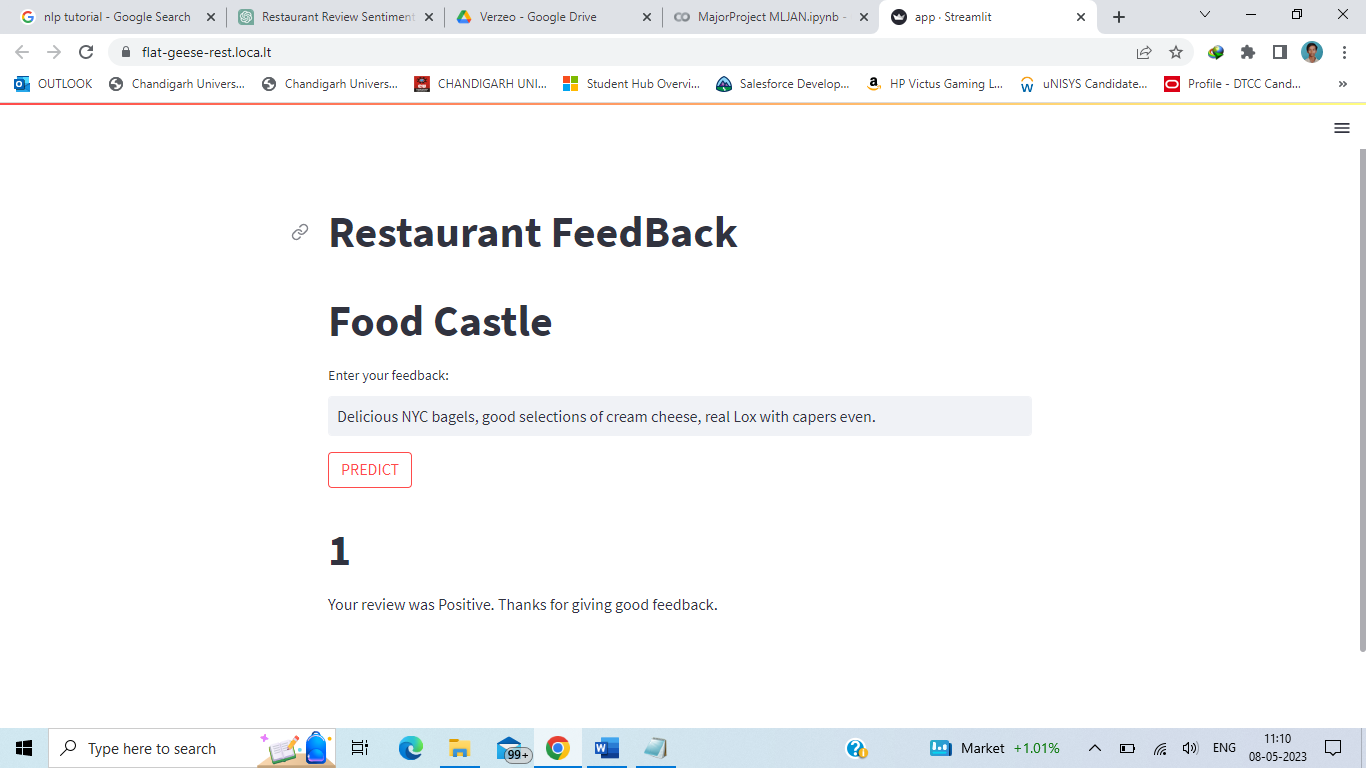 nlp tutorial - Google Search
Restaurant Review Sentiment
Verzeo - Google Drive
MajorProject MLJAN.ipynb -
app · Streamlit
flat-geese-rest.loca.lt
OUTLOOK
Chandigarh Univers...
Chandigarh Univers...
CHANDIGARH UNI...
Student Hub Overvi...
Salesforce Develop...
HP Victus Gaming L...
uNISYS Candidate...
Profile - DTCC Cand...
»
Restaurant FeedBack
Food Castle
Enter your feedback:
Delicious NYC bagels, good selections of cream cheese, real Lox with capers even.
PREDICT
1
Your review was Positive. Thanks for giving good feedback.
Type here to search
99+
Market +1.01%
ENG
11:10
08-05-2023